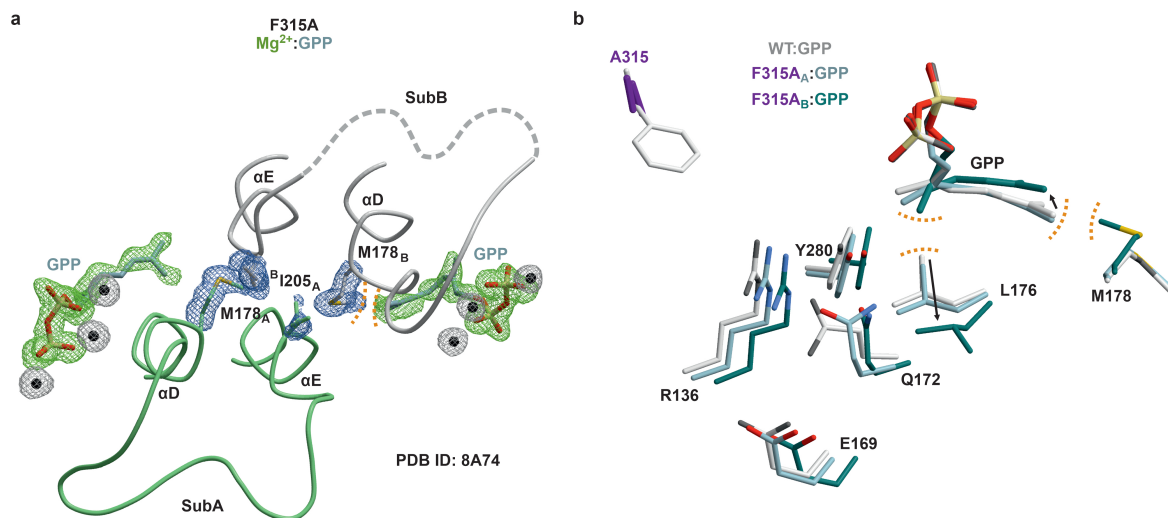 a
F315A
Mg²⁺:GPP
SubB
αE
αD
M178B
GPP
GPP
B
I205A
M178A
αD
αE
PDB ID: 8A74
SubA
b
A315
WT:GPP
F315AA:GPP
F315AB:GPP
GPP
Y280
L176
M178
R136
Q172
E169